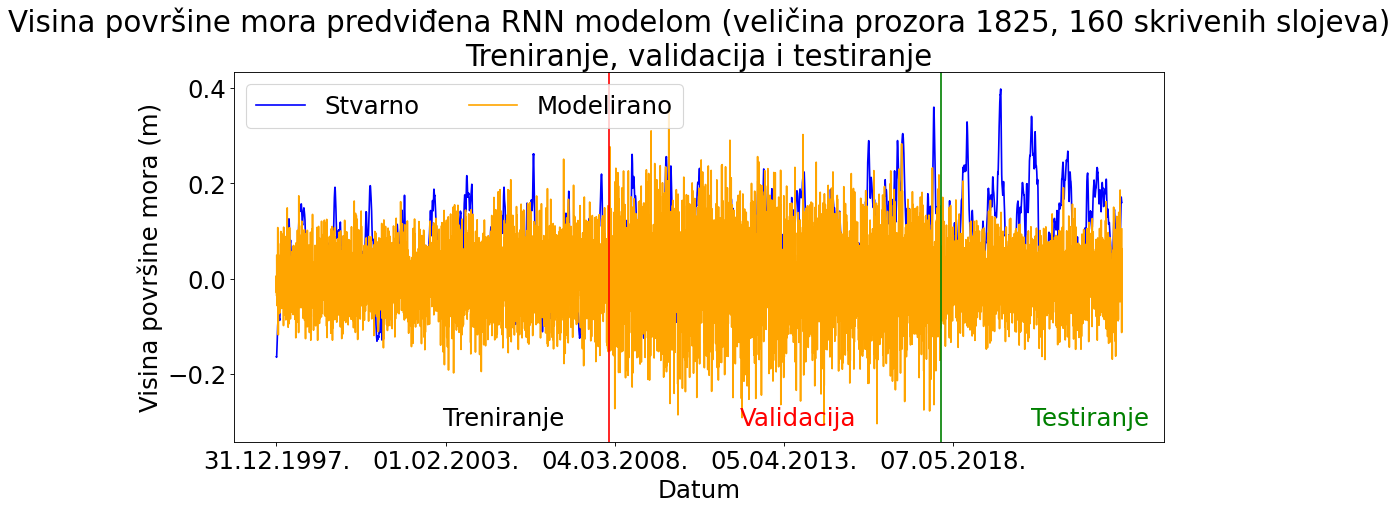 Visina površine mora predviđena RNN modelom (veličina prozora 1825, 160 skrivenih slojeva)
Treniranje, validacija i testiranje
Stvarno Modelirano
Visina površine mora (m)
0.4
0.2
0.0
−0.2
Treniranje Validacija Testiranje
31.12.1997. 01.02.2003. 04.03.2008. 05.04.2013. 07.05.2018.
Datum